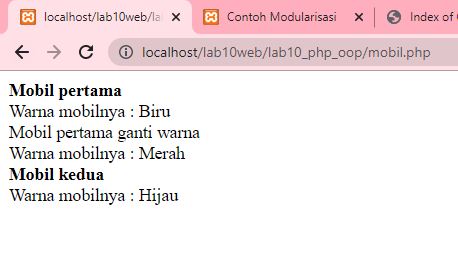 localhost/lab10web/la
Contoh Modularisasi
Index of
localhost/lab10web/lab10_php_oop/mobil.php
Mobil pertama
Warna mobilnya : Biru
Mobil pertama ganti warna
Warna mobilnya : Merah
Mobil kedua
Warna mobilnya : Hijau